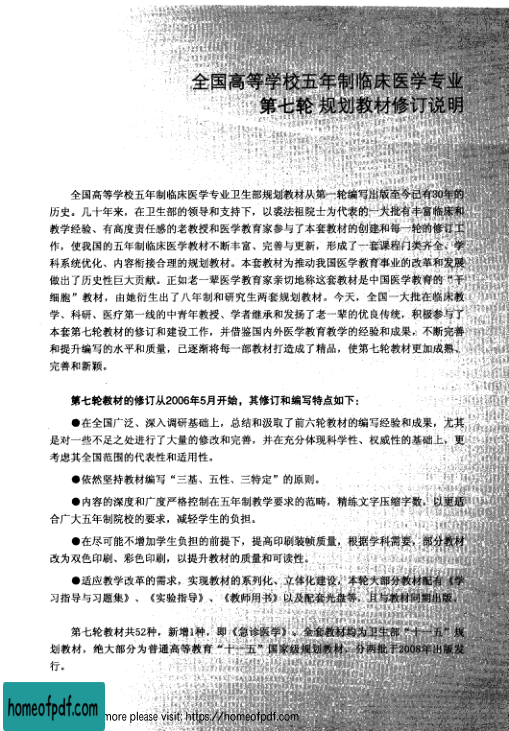 全国高等学校五年制临床医学专业
第七轮 规划教材修订说明
全国高等学校五年制临床医学专业卫生部规划教材从第一轮编写出版至今已有30年的
历史。几十年来，在卫生部的领导和支持下，以裘法祖院士为代表的一大批有丰富临床和
教学经验、有高度责任感的老教授和医学教育家参与了本套教材的创建和每一轮的修订工
作，使我国的五年制临床医学教材不断丰富、完善与更新，形成了一套课程门类齐全、学
科系统优化、内容衔接合理的规划教材。本套教材为推动我国医学教育事业的改革和发展
做出了历史性巨大贡献。正如老一辈医学教育家亲切地称这套教材是中国医学教育的“干
细胞”教材，由她衍生出了八年制和研究生两套规划教材。今天，全国一大批在临床教
学、科研、医疗第一线的中青年教授、学者继承和发扬了老一辈的优良传统，积极参与了
本套第七轮教材的修订和建设工作，并借鉴国内外医学教育教学的经验和成果，不断完善
和提升编写的水平和质量，已逐渐将每一部教材打造成了精品，使第七轮教材更加成熟、
完善和新颖。
第七轮教材的修订从2006年5月开始，其修订和编写特点如下：
●在全国广泛、深入调研基础上，总结和汲取了前六轮教材的编写经验和成果，尤其
是对一些不足之处进行了大量的修改和完善，并在充分体现科学性、权威性的基础上，更
考虑其全国范围的代表性和适用性。
●依然坚持教材编写“三基、五性、三特定”的原则。
●内容的深度和广度严格控制在五年制教学要求的范畴，精练文字压缩字数，以更适
合广大五年制院校的要求，减轻学生的负担。
●在尽可能不增加学生负担的前提下，提高印刷装帧质量，根据学科需要，部分教材
改为双色印刷、彩色印刷，以提升教材的质量和可读性。
●适应教学改革的需求，实现教材的系列化、立体化建设，本轮大部分教材配有《学
习指导与习题集》、《实验指导》、《教师用书》以及配套光盘等，且与教材同期出版。
第七轮教材共52种，新增1种，即《急诊医学》。全套教材均为卫生部“十一五”规
划教材，绝大部分为普通高等教育“十一五”国家级规划教材，分两批于2008年出版发
行。
homeofpdf.com
more please visit: https://homeofpdf.com